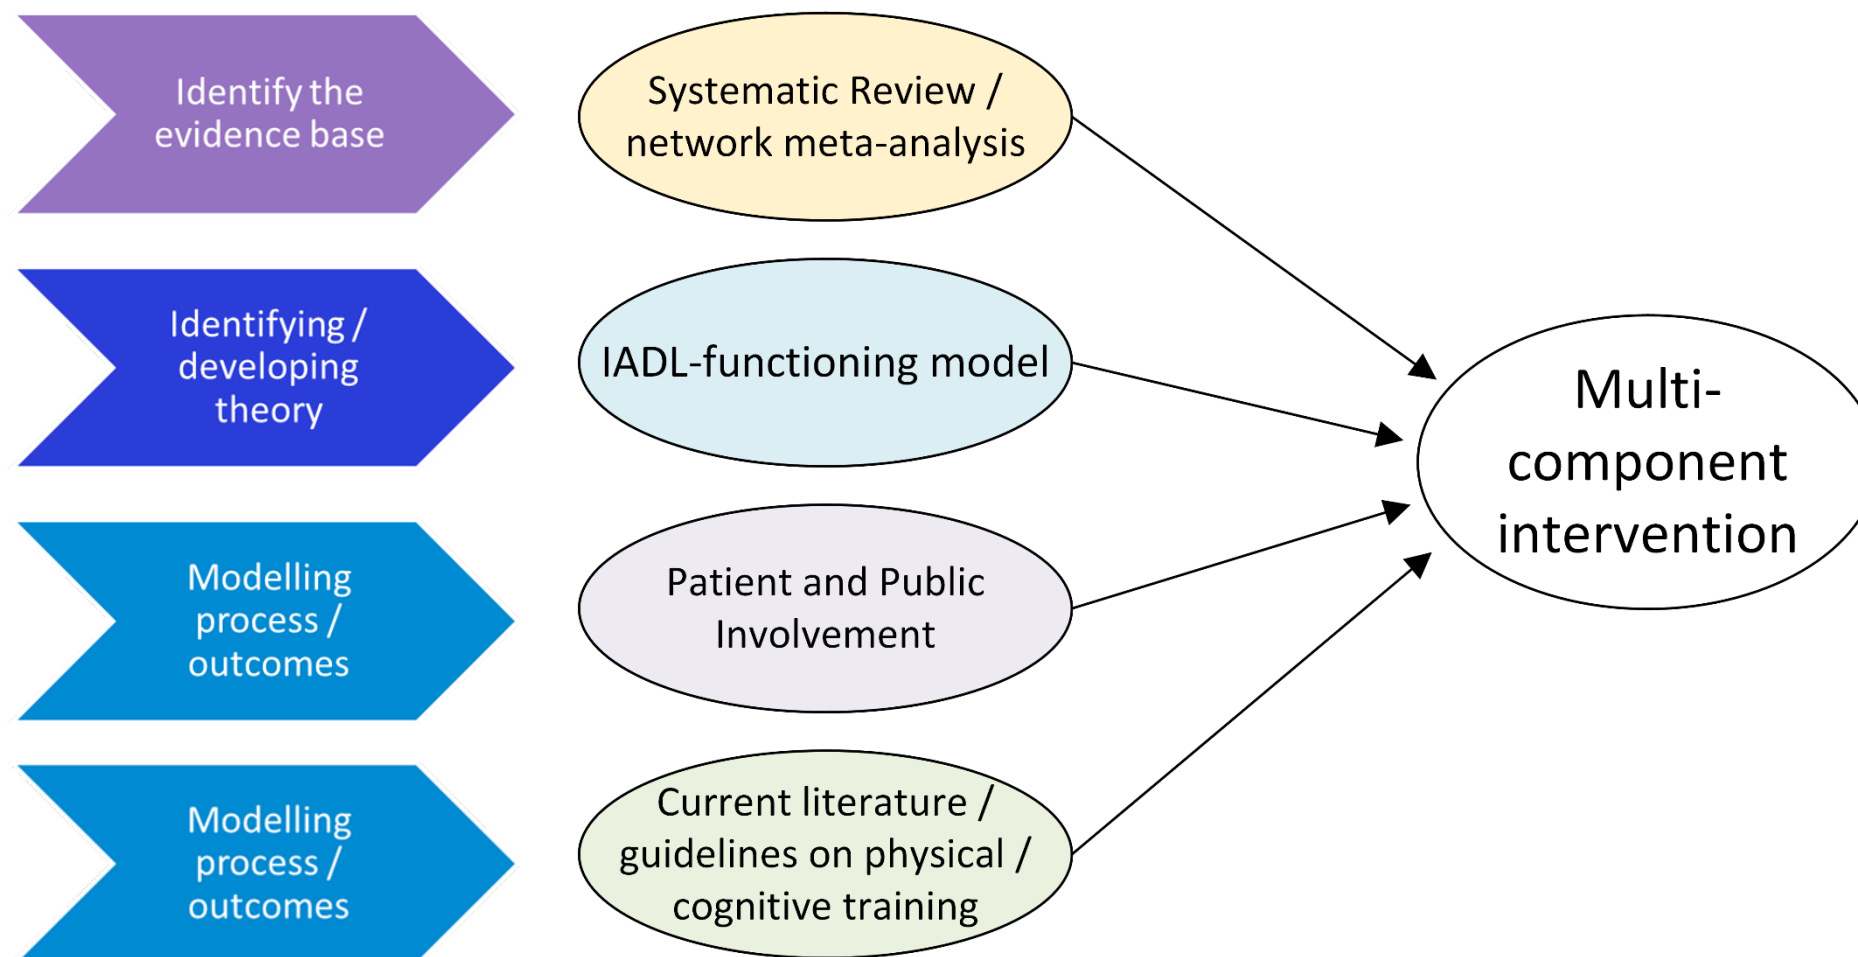 Identify the
evidence base
Systematic Review /
network meta-analysis
Identifying /
developing
theory
IADL-functioning model
Modelling
process /
outcomes
Patient and Public
Involvement
Modelling
process /
outcomes
Current literature /
guidelines on physical /
cognitive training
Multi-
component
intervention